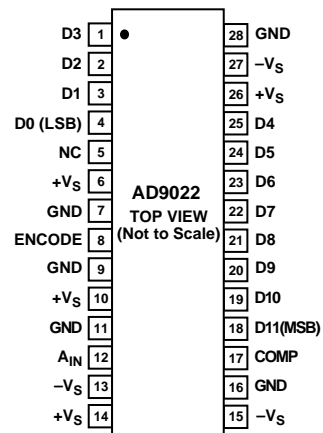 D3 1 28 GND
D2 2 27 –VS
D1 3 26 +VS
D0 (LSB) 4 25 D4
NC 5 24 D5
+VS 6 23 D6
GND 7 22 D7
ENCODE 8 21 D8
GND 9 20 D9
+VS 10 19 D10
GND 11 18 D11(MSB)
AIN 12 17 COMP
–VS 13 16 GND
+VS 14 15 –VS
AD9022
TOP VIEW
(Not to Scale)